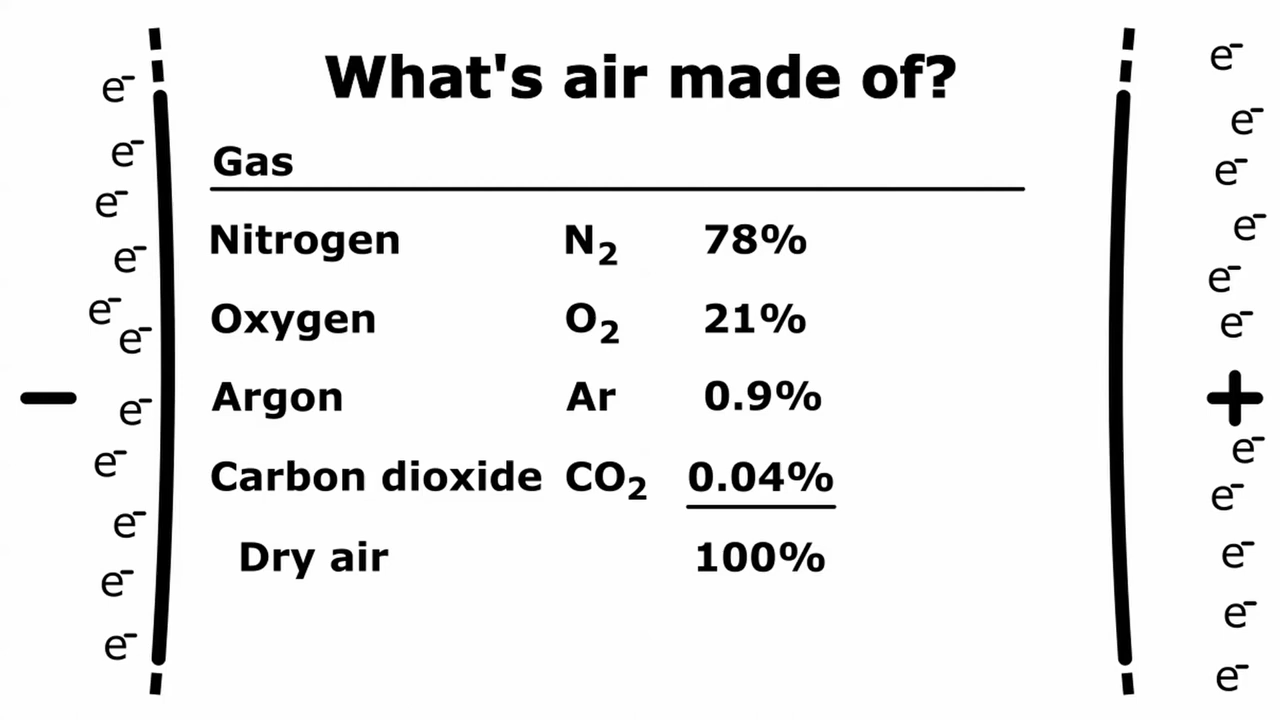 What's air made of?
Gas
Nitrogen N₂ 78%
Oxygen O₂ 21%
Argon Ar 0.9%
Carbon dioxide CO₂ 0.04%
Dry air 100%
−
e⁻
e⁻
e⁻
e⁻
e⁻
e⁻
e⁻
e⁻
e⁻
e⁻
e⁻
+
e⁻
e⁻
e⁻
e⁻
e⁻
e⁻
e⁻
e⁻
e⁻
e⁻
e⁻